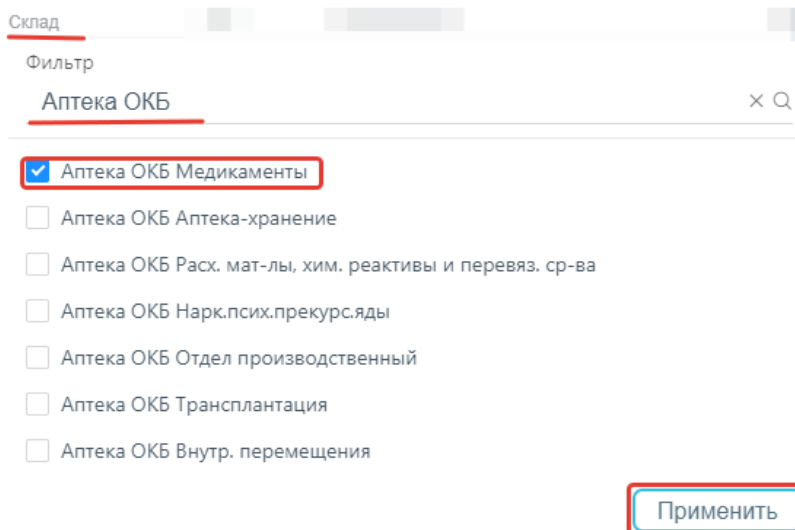 Склад
Фильтр
Аптека ОКБ
Аптека ОКБ Медикаменты
Аптека ОКБ Аптека-хранение
Аптека ОКБ Расх. мат-лы, хим. реактивы и перевяз. ср-ва
Аптека ОКБ Нарк.псих.прекурс.яды
Аптека ОКБ Отдел производственный
Аптека ОКБ Трансплантация
Аптека ОКБ Внутр. перемещения
Применить